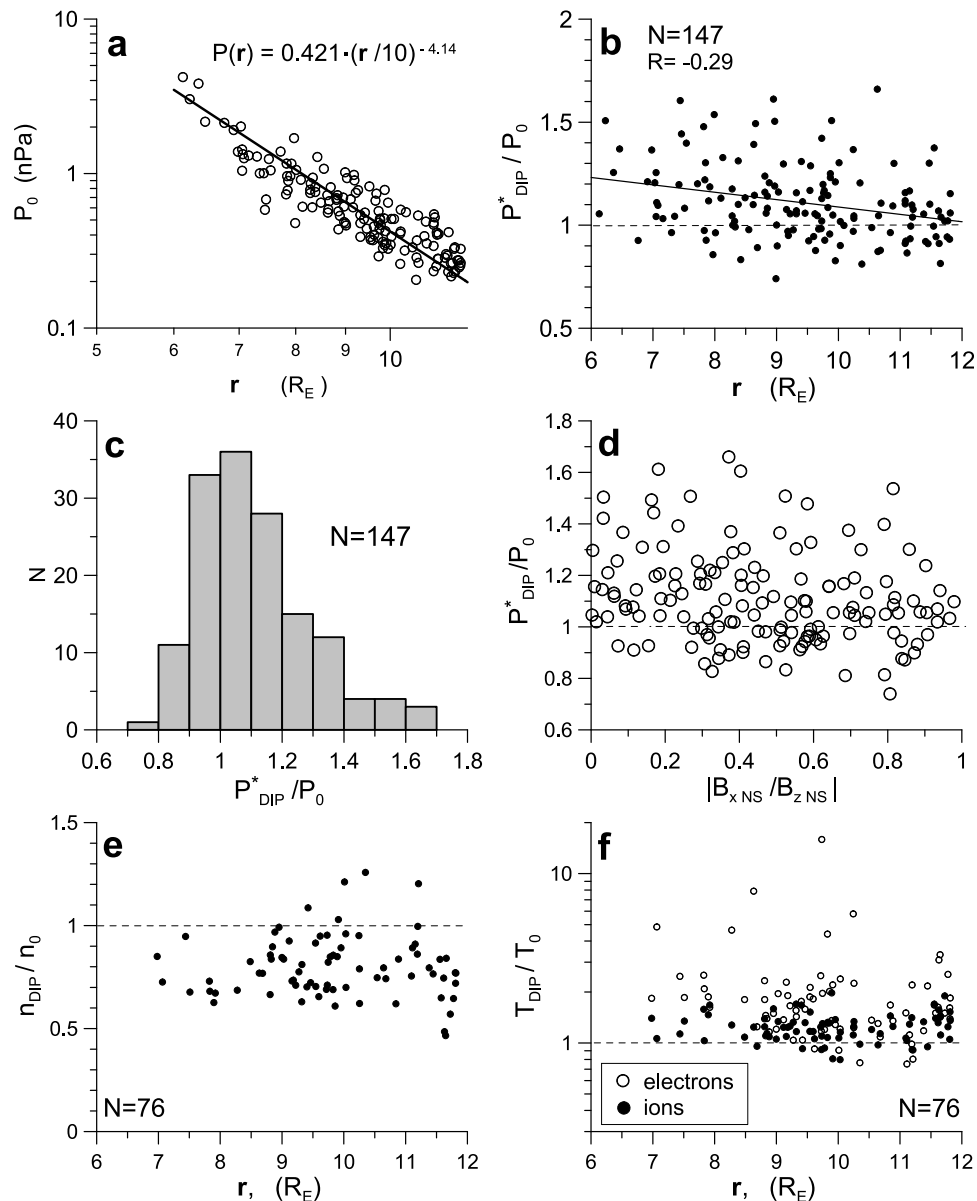 a
P(r) = 0.421·(r /10)-4.14
P0 (nPa)
10
1
0.1
5
6
7
8
9
10
r (RE)
b
N=147
R= -0.29
P*DIP / P0
2
1.5
1
0.5
6
7
8
9
10
11
12
r (RE)
c
N=147
N
40
30
20
10
0
0.6
0.8
1
1.2
1.4
1.6
1.8
P*DIP /P0
d
P*DIP/P0
1.8
1.6
1.4
1.2
1
0.8
0.6
0
0.2
0.4
0.6
0.8
1
|Bx NS /Bz NS|
e
nDIP / n0
1.5
1
0.5
0
N=76
6
7
8
9
10
11
12
r, (RE)
f
TDIP / T0
10
1
electrons
ions
N=76
6
7
8
9
10
11
12
r, (RE)